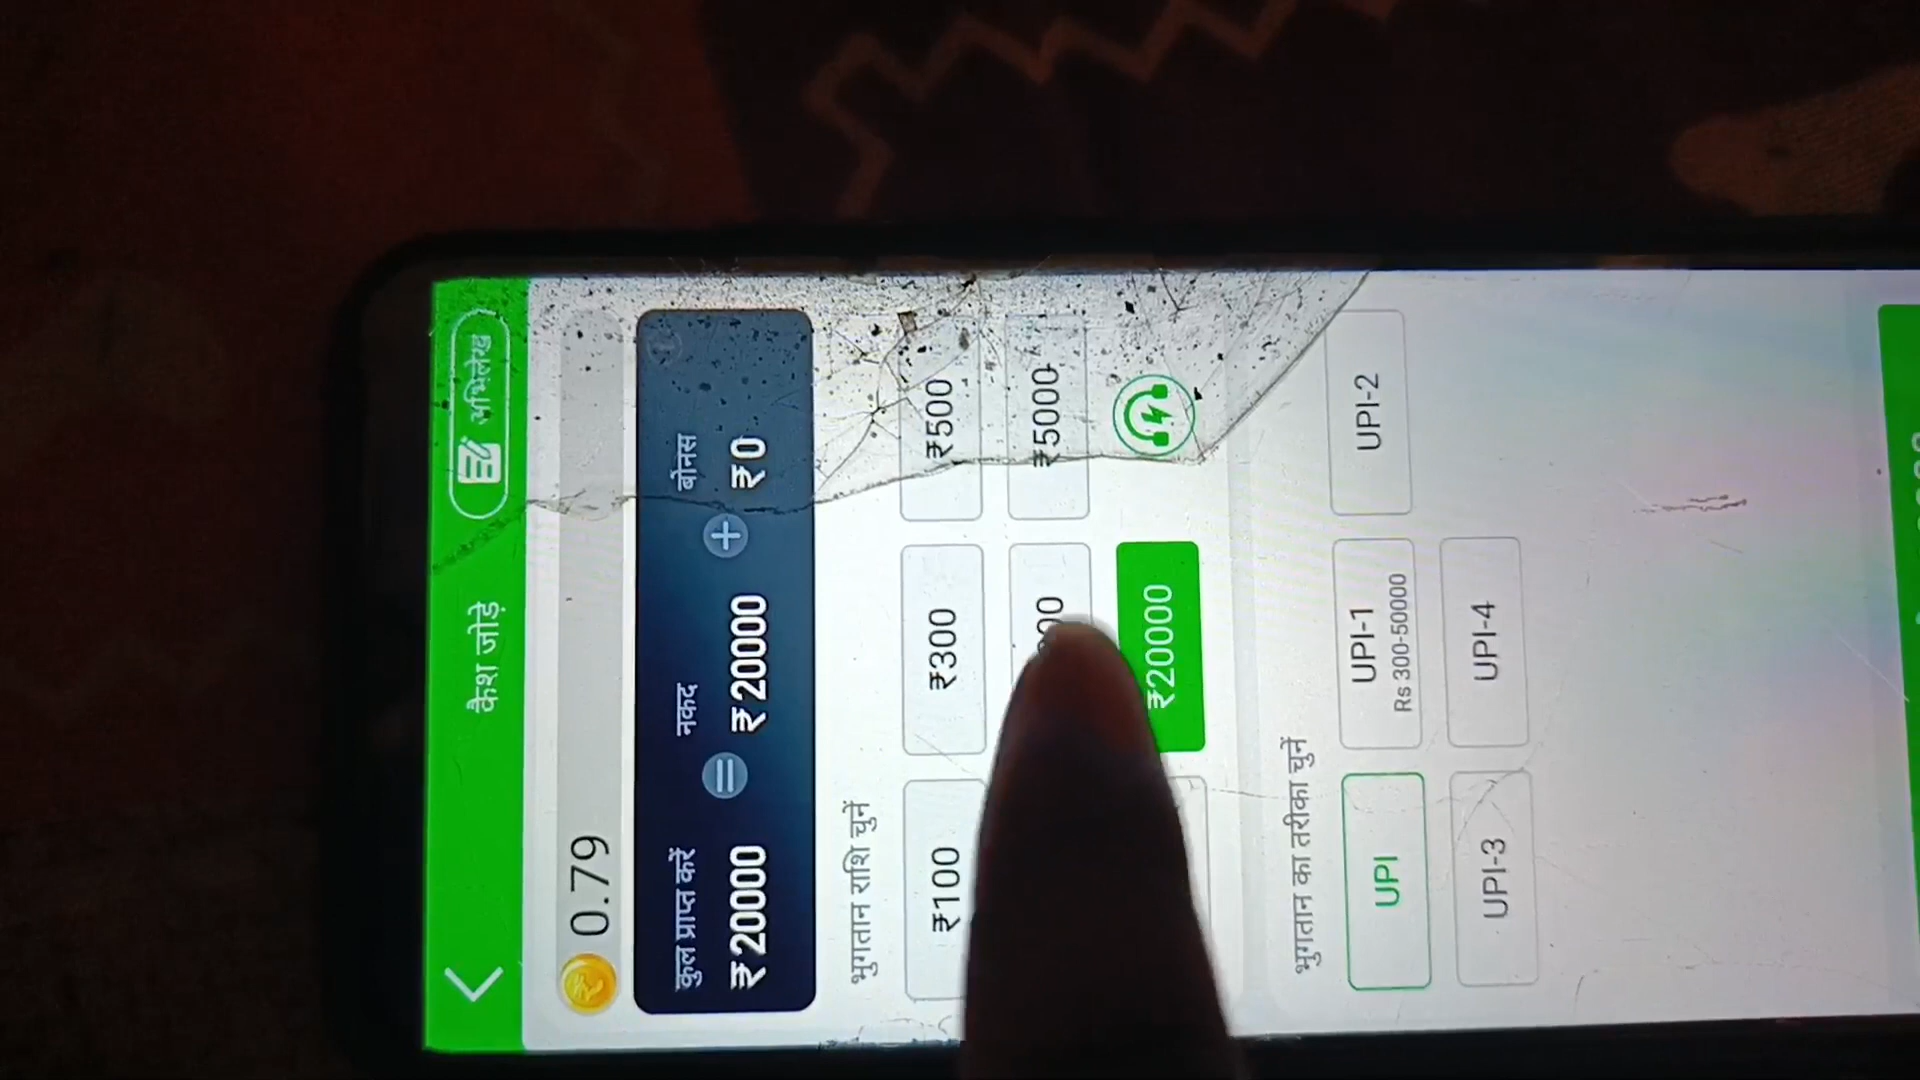 कैश जोड़े
अभिलेख
0.79
कुल प्राप्त करें
नकद
बोनस
₹20000
=
₹20000
+
₹0
भुगतान राशि चुनें
₹100
₹300
₹500
₹5000
₹20000
भुगतान का तरीका चुनें
UPI
UPI-1
Rs 300-50000
UPI-2
UPI-3
UPI-4